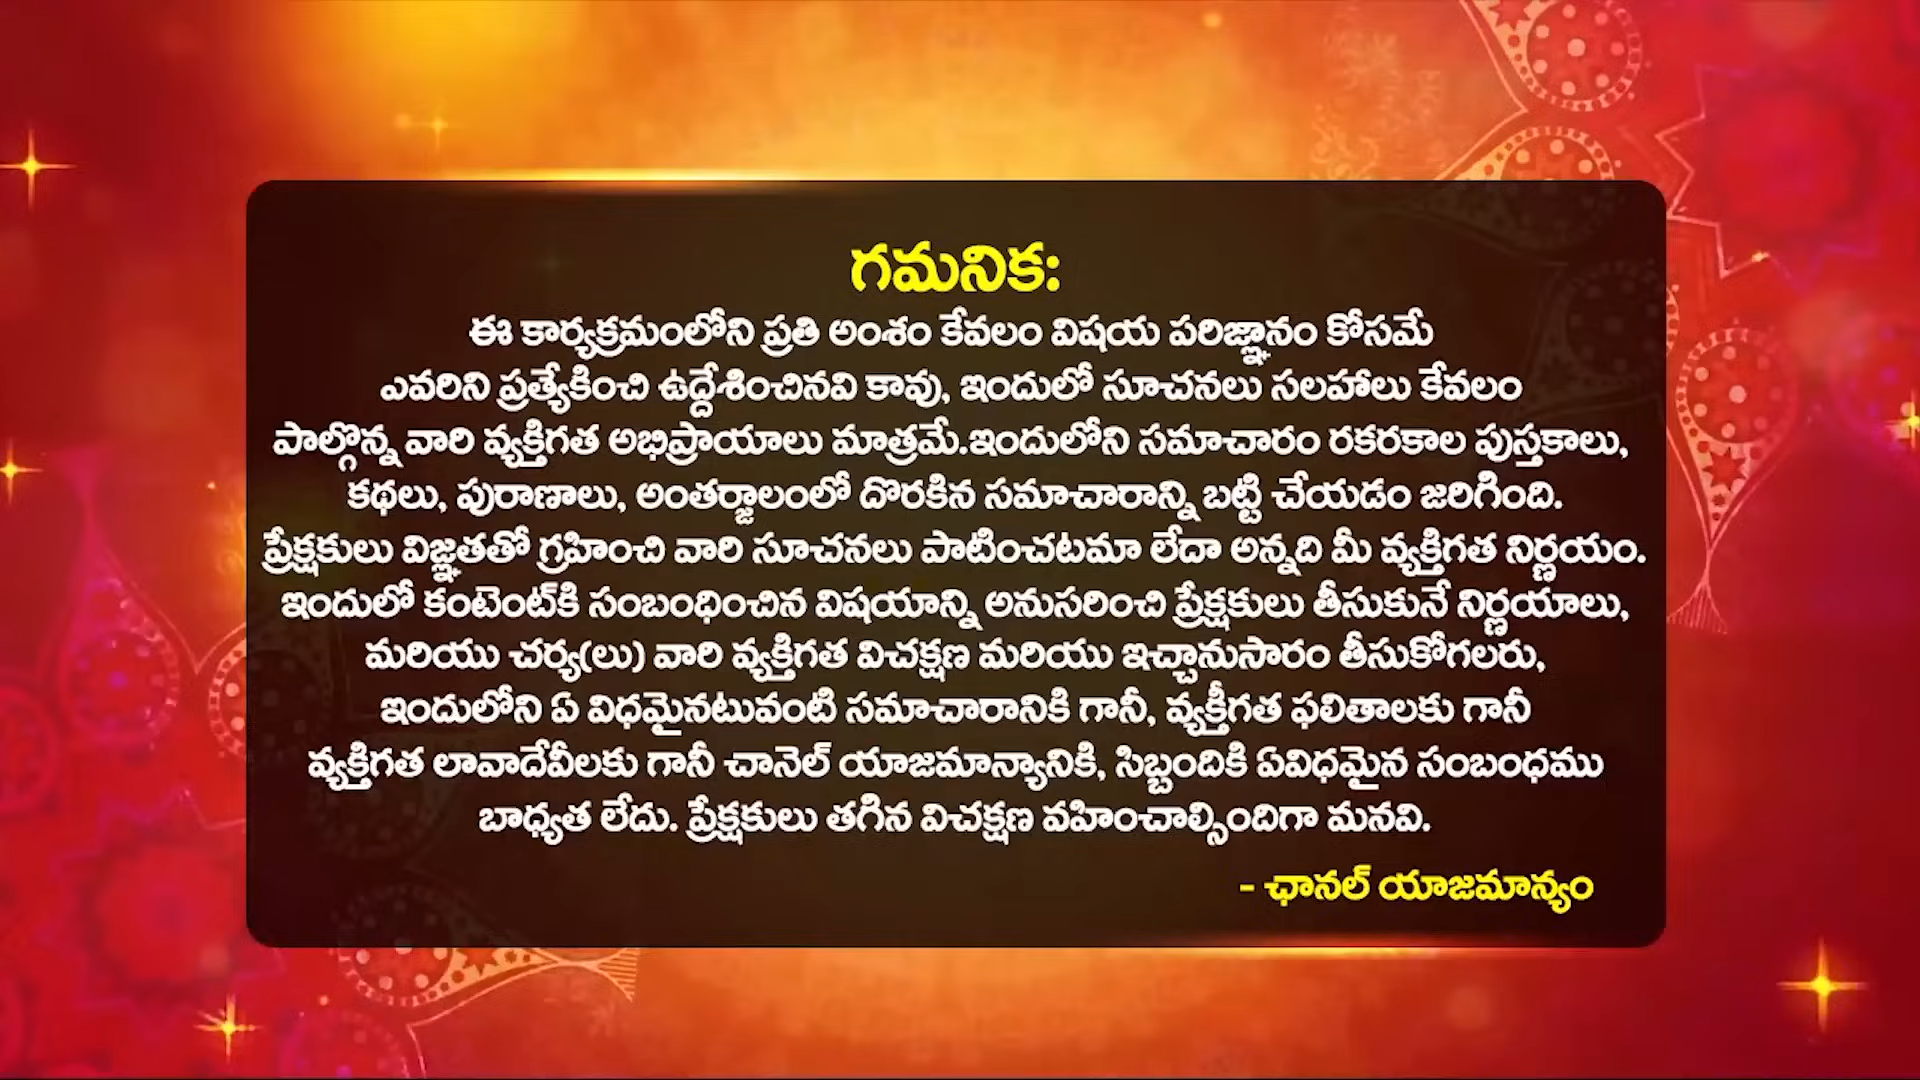 గమనిక:
ఈ కార్యక్రమంలోని ప్రతి అంశం కేవలం విషయ పరిజ్ఞానం కోసమే
ఎవరిని ప్రత్యేకించి ఉద్దేశించినవి కావు, ఇందులో సూచనలు సలహాలు కేవలం
పాల్గొన్న వారి వ్యక్తిగత అభిప్రాయాలు మాత్రమే.ఇందులోని సమాచారం రకరకాల పుస్తకాలు,
కథలు, పురాణాలు, అంతర్జాలంలో దొరకిన సమాచారాన్ని బట్టి చేయడం జరిగింది.
ప్రేక్షకులు విజ్ఞతతో గ్రహించి వారి సూచనలు పాటించటమా లేదా అన్నది మీ వ్యక్తిగత నిర్ణయం.
ఇందులో కంటెంట్‌కి సంబంధించిన విషయాన్ని అనుసరించి ప్రేక్షకులు తీసుకునే నిర్ణయాలు,
మరియు చర్య(లు) వారి వ్యక్తిగత విచక్షణ మరియు ఇచ్ఛానుసారం తీసుకోగలరు,
ఇందులోని ఏ విధమైనటువంటి సమాచారానికి గానీ, వ్యక్తీగత ఫలితాలకు గానీ
వ్యక్తిగత లావాదేవీలకు గానీ చానెల్ యాజమాన్యానికి, సిబ్బందికి ఏవిధమైన సంబంధము
బాధ్యత లేదు. ప్రేక్షకులు తగిన విచక్షణ వహించాల్సిందిగా మనవి.
- ఛానల్ యాజమాన్యం